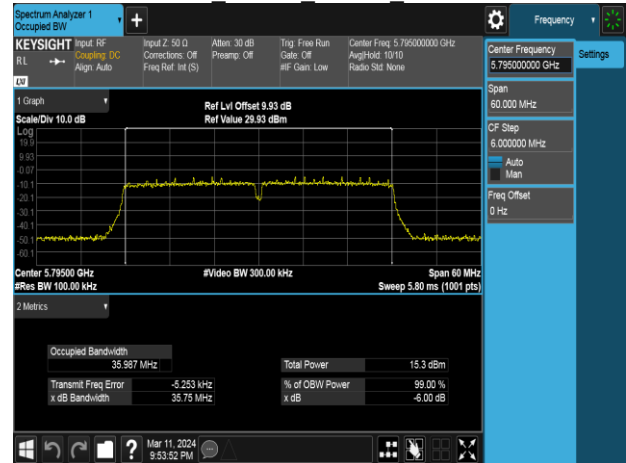 Spectrum Analyzer 1
Occupied BW
+
Frequency
KEYSIGHT Input: RF
Coupling: DC
Align: Auto
RL
LXI
Input Z: 50 Ω
Corrections: Off
Freq Ref: Int (S)
Atten: 30 dB
Preamp: Off
Trig: Free Run
Gate: Off
#IF Gain: Low
Center Freq: 5.795000000 GHz
Avg|Hold: 10/10
Radio Std: None
Center Frequency
5.795000000 GHz
Settings
Span
60.000 MHz
CF Step
6.000000 MHz
Auto
Man
Freq Offset
0 Hz
1 Graph
Ref Lvl Offset 9.93 dB
Scale/Div 10.0 dB
Ref Value 29.93 dBm
Log
19.9
9.93
-0.07
-10.1
-20.1
-30.1
-40.1
-50.1
-60.1
Center 5.79500 GHz
#Video BW 300.00 kHz
Span 60 MHz
#Res BW 100.00 kHz
Sweep 5.80 ms (1001 pts)
2 Metrics
Occupied Bandwidth
35.987 MHz
Total Power 15.3 dBm
Transmit Freq Error -5.253 kHz
% of OBW Power 99.00 %
x dB Bandwidth 35.75 MHz
x dB -6.00 dB
?
Mar 11, 2024
9:53:52 PM